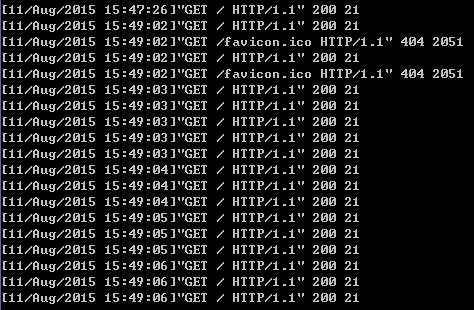 [11/Aug/2015 15:47:26]"GET / HTTP/1.1" 200 21
[11/Aug/2015 15:49:02]"GET / HTTP/1.1" 200 21
[11/Aug/2015 15:49:02]"GET /favicon.ico HTTP/1.1" 404 2051
[11/Aug/2015 15:49:02]"GET / HTTP/1.1" 200 21
[11/Aug/2015 15:49:02]"GET /favicon.ico HTTP/1.1" 404 2051
[11/Aug/2015 15:49:03]"GET / HTTP/1.1" 200 21
[11/Aug/2015 15:49:03]"GET / HTTP/1.1" 200 21
[11/Aug/2015 15:49:03]"GET / HTTP/1.1" 200 21
[11/Aug/2015 15:49:03]"GET / HTTP/1.1" 200 21
[11/Aug/2015 15:49:03]"GET / HTTP/1.1" 200 21
[11/Aug/2015 15:49:04]"GET / HTTP/1.1" 200 21
[11/Aug/2015 15:49:04]"GET / HTTP/1.1" 200 21
[11/Aug/2015 15:49:04]"GET / HTTP/1.1" 200 21
[11/Aug/2015 15:49:05]"GET / HTTP/1.1" 200 21
[11/Aug/2015 15:49:05]"GET / HTTP/1.1" 200 21
[11/Aug/2015 15:49:05]"GET / HTTP/1.1" 200 21
[11/Aug/2015 15:49:06]"GET / HTTP/1.1" 200 21
[11/Aug/2015 15:49:06]"GET / HTTP/1.1" 200 21
[11/Aug/2015 15:49:06]"GET / HTTP/1.1" 200 21